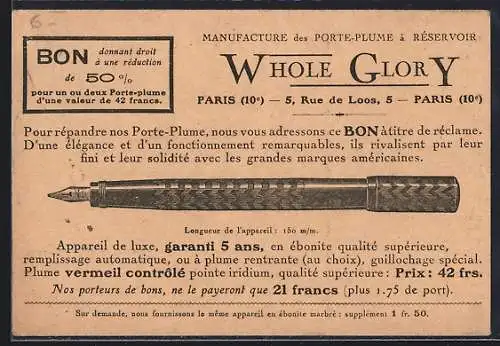 6-
BON donnant droit
à une réduction
de 50%
pour un ou deux Porte-plume
d'une valeur de 42 francs.
MANUFACTURE des PORTE-PLUME à RÉSERVOIR
WHOLE GLORY
PARIS (10e) — 5, Rue de Loos, 5 — PARIS (10e)
Pour répandre nos Porte-Plume, nous vous adressons ce BON à titre de réclame.
D'une élégance et d'un fonctionnement remarquables, ils rivalisent par leur
fini et leur solidité avec les grandes marques américaines.
Longueur de l'appareil : 150 m/m.
Appareil de luxe, garanti 5 ans, en ébonite qualité supérieure,
remplissage automatique, ou à plume rentrante (au choix), guillochage spécial.
Plume vermeil contrôlé pointe iridium, qualité supérieure : Prix : 42 frs.
Nos porteurs de bons, ne le payeront que 21 francs (plus 1.75 de port).
Sur demande, nous fournissons le même appareil en ébonite marbré : supplément 1 fr. 50.